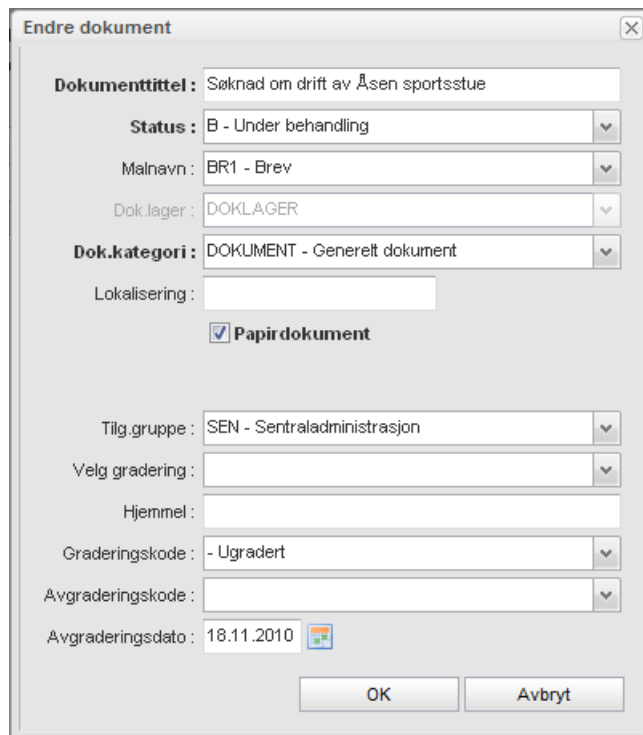 Endre dokument
Dokumenttittel : Søknad om drift av Åsen sportsstue
Status : B - Under behandling
Malnavn : BR1 - Brev
Dok.lager : DOKLAGER
Dok.kategori : DOKUMENT - Generelt dokument
Lokalisering :
Papirdokument
Tilg.gruppe : SEN - Sentraladministrasjon
Velg gradering :
Hjemmel :
Graderingskode : - Ugradert
Avgraderingskode :
Avgraderingsdato : 18.11.2010
OK Avbryt